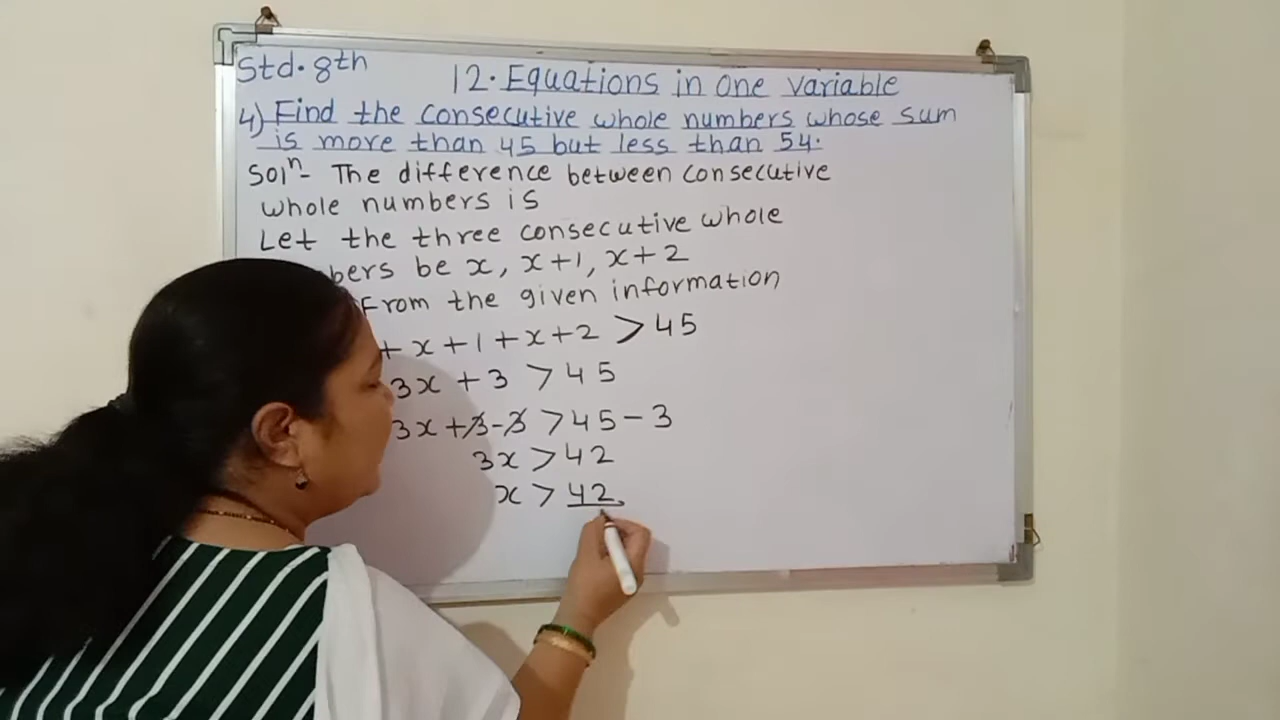 Std. 8th
12. Equations in one variable
4) Find the consecutive whole numbers whose sum
is more than 45 but less than 54.
Solⁿ- The difference between consecutive
whole numbers is
Let the three consecutive whole
bers be x, x+1, x+2
From the given information
+ x + 1 + x + 2 > 45
3x + 3 > 45
3x + 3 - 3 > 45 - 3
3x > 42
x > 42